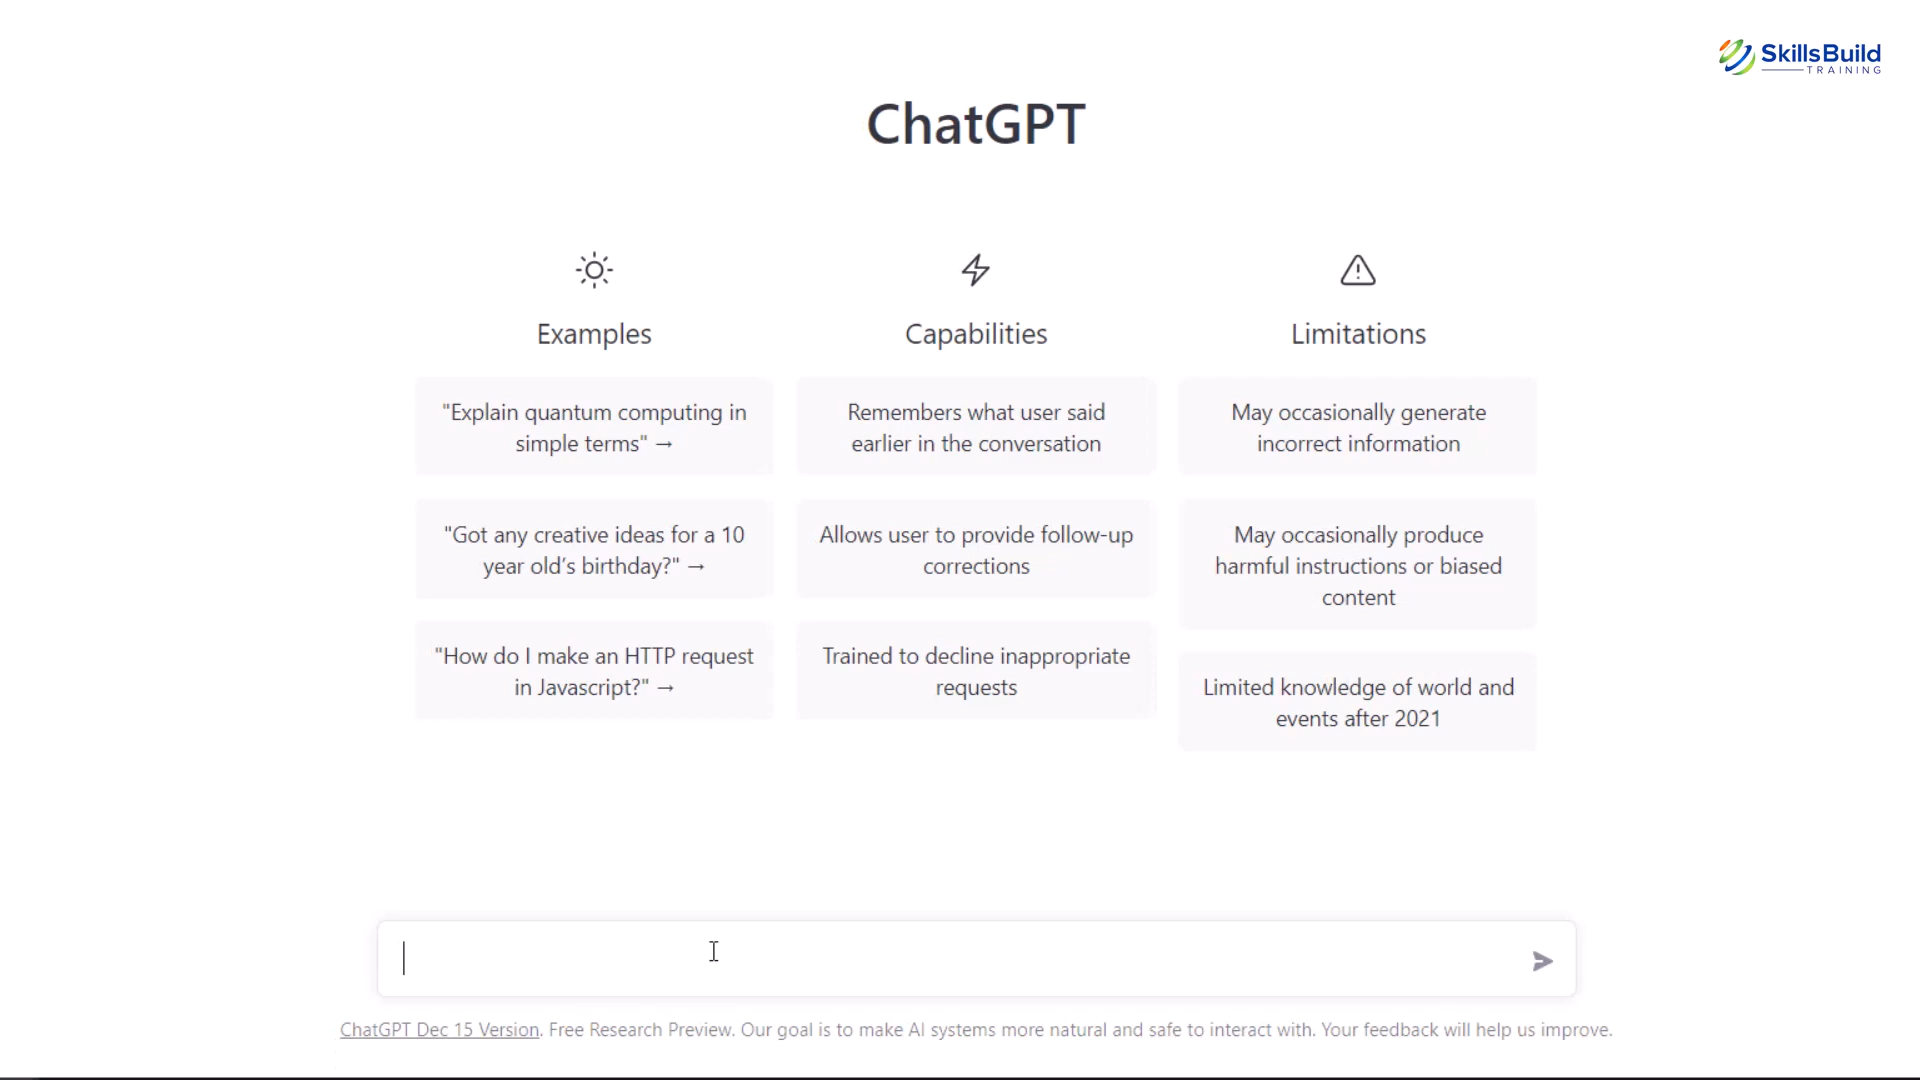 SkillsBuild
TRAINING
ChatGPT
Examples
"Explain quantum computing in
simple terms" →
"Got any creative ideas for a 10
year old's birthday?" →
"How do I make an HTTP request
in Javascript?" →
Capabilities
Remembers what user said
earlier in the conversation
Allows user to provide follow-up
corrections
Trained to decline inappropriate
requests
Limitations
May occasionally generate
incorrect information
May occasionally produce
harmful instructions or biased
content
Limited knowledge of world and
events after 2021
ChatGPT Dec 15 Version. Free Research Preview. Our goal is to make AI systems more natural and safe to interact with. Your feedback will help us improve.